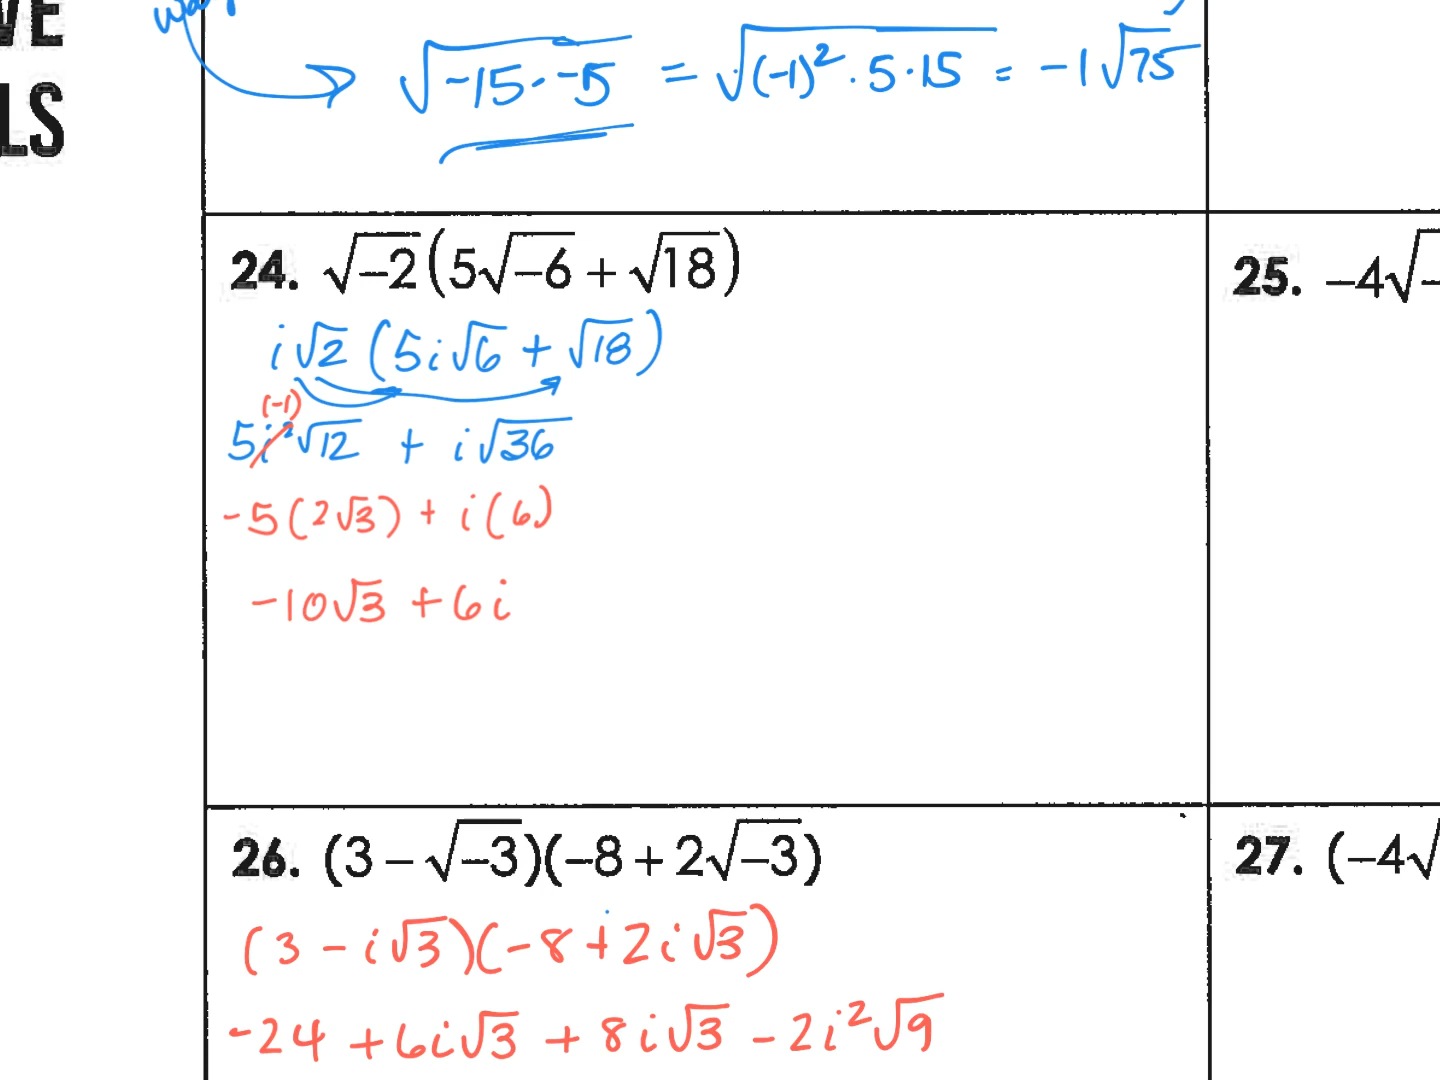 VE
LS
√(-15 · -5) = √((-1)² · 5 · 15) = -1√75
24. √−2(5√−6 + √18)
i√2 (5i√6 + √18)
(-1)
5i²√12 + i√36
-5(2√3) + i(6)
-10√3 + 6i
25. −4√−
26. (3 − √−3)(−8 + 2√−3)
(3 - i√3)(-8 + 2i√3)
-24 + 6i√3 + 8i√3 - 2i²√9
27. (−4√